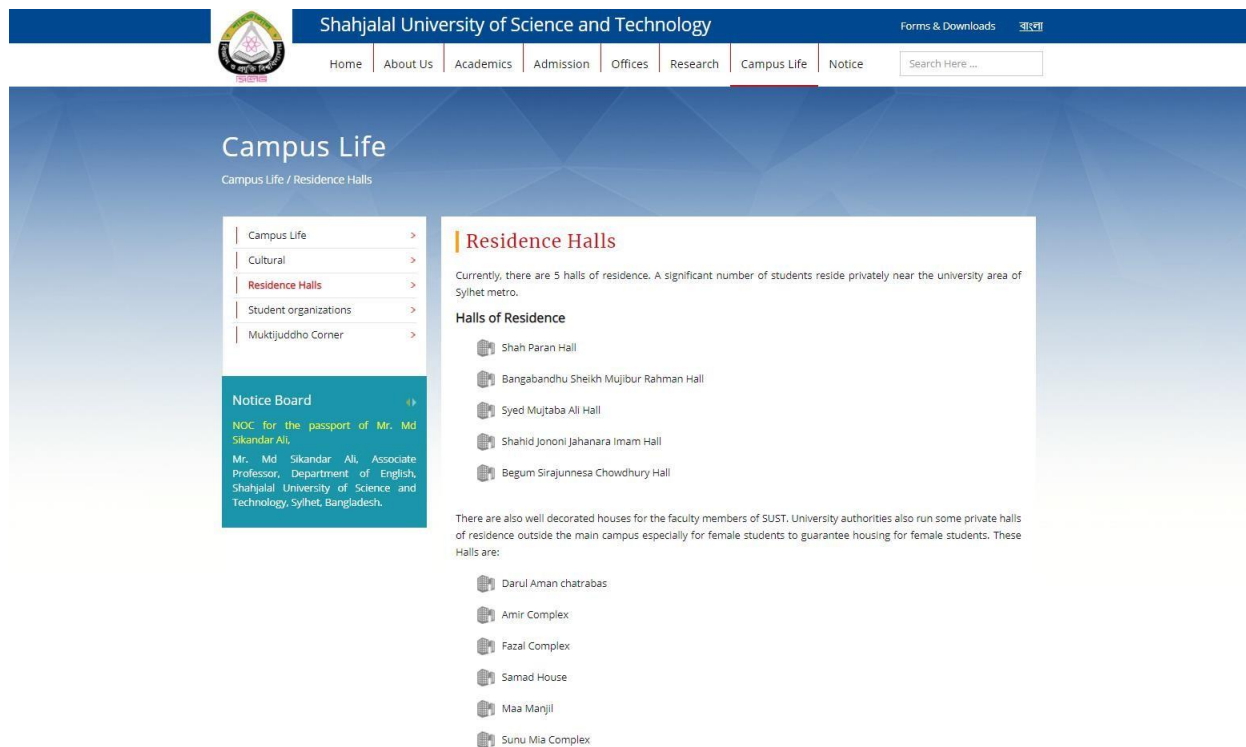 Shahjalal University of Science and Technology
Forms & Downloads
বাংলা
Home
About Us
Academics
Admission
Offices
Research
Campus Life
Notice
Search Here ...
Campus Life
Campus Life / Residence Halls
Campus Life >
Cultural >
Residence Halls >
Student organizations >
Muktijuddho Corner >
Notice Board
NOC for the passport of Mr. Md
Sikandar Ali,
Mr. Md Sikandar Ali, Associate
Professor, Department of English,
Shahjalal University of Science and
Technology, Sylhet, Bangladesh.
Residence Halls
Currently, there are 5 halls of residence. A significant number of students reside privately near the university area of
Sylhet metro.
Halls of Residence
Shah Paran Hall
Bangabandhu Sheikh Mujibur Rahman Hall
Syed Mujtaba Ali Hall
Shahid Jononi Jahanara Imam Hall
Begum Sirajunnesa Chowdhury Hall
There are also well decorated houses for the faculty members of SUST. University authorities also run some private halls
of residence outside the main campus especially for female students to guarantee housing for female students. These
Halls are:
Darul Aman chatrabas
Amir Complex
Fazal Complex
Samad House
Maa Manjil
Sunu Mia Complex